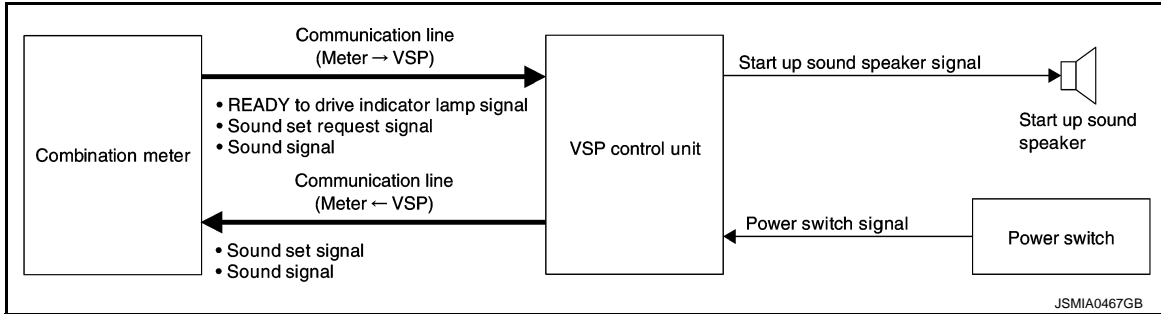 Combination meter
Communication line
(Meter → VSP)
• READY to drive indicator lamp signal
• Sound set request signal
• Sound signal
Communication line
(Meter ← VSP)
• Sound set signal
• Sound signal
VSP control unit
Start up sound speaker signal
Start up sound
speaker
Power switch signal
Power switch
JSMIA0467GB